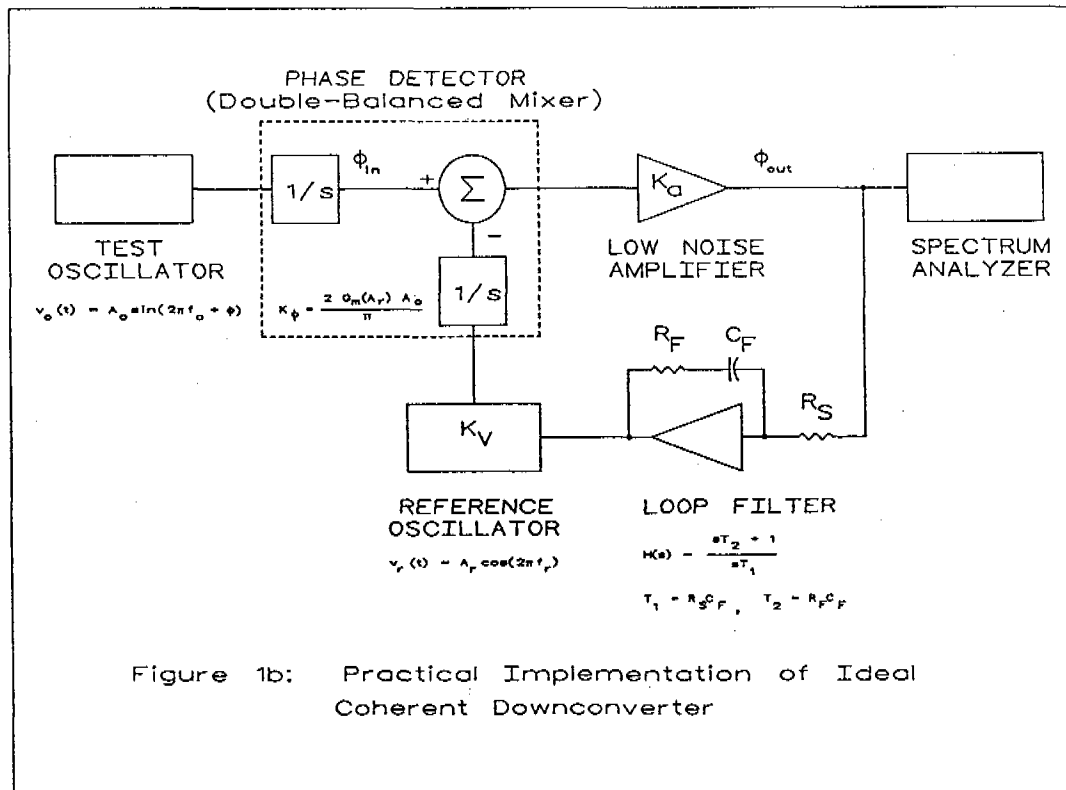 PHASE DETECTOR
(Double-Balanced Mixer)
1/s
ϕin
+
Σ
−
Ka
ϕout
TEST
OSCILLATOR
vo(t) = Ao sin(2πfo + ϕ)
Kϕ = 2 Gm(Ar) Ao / π
1/s
LOW NOISE
AMPLIFIER
SPECTRUM
ANALYZER
RF
CF
RS
KV
REFERENCE
OSCILLATOR
vr(t) = Ar cos(2πfr)
LOOP FILTER
H(s) = sT2 + 1 / sT1
T1 = RSCF, T2 = RFCF
Figure 1b: Practical Implementation of Ideal
Coherent Downconverter